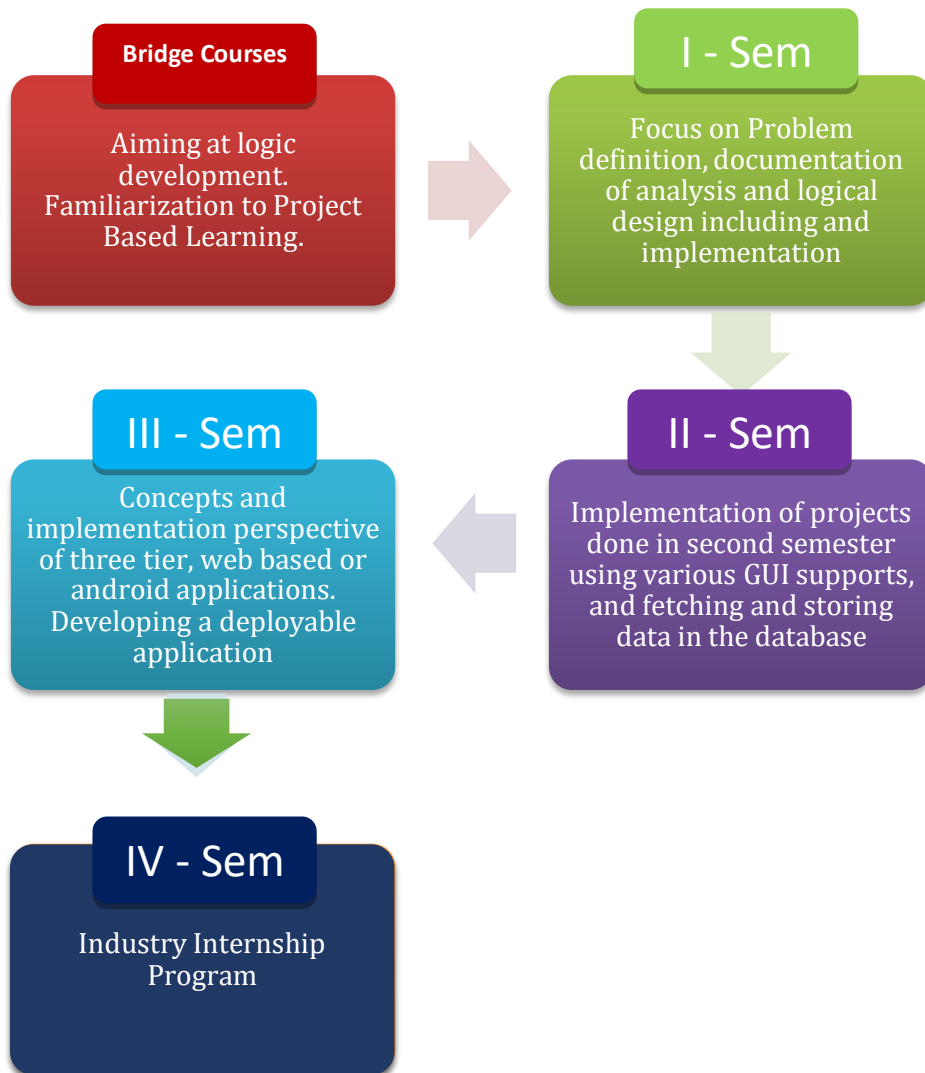 Bridge Courses
Aiming at logic
development.
Familiarization to Project
Based Learning.
I - Sem
Focus on Problem
definition, documentation
of analysis and logical
design including and
implementation
II - Sem
Implementation of projects
done in second semester
using various GUI supports,
and fetching and storing
data in the database
III - Sem
Concepts and
implementation perspective
of three tier, web based or
android applications.
Developing a deployable
application
IV - Sem
Industry Internship
Program